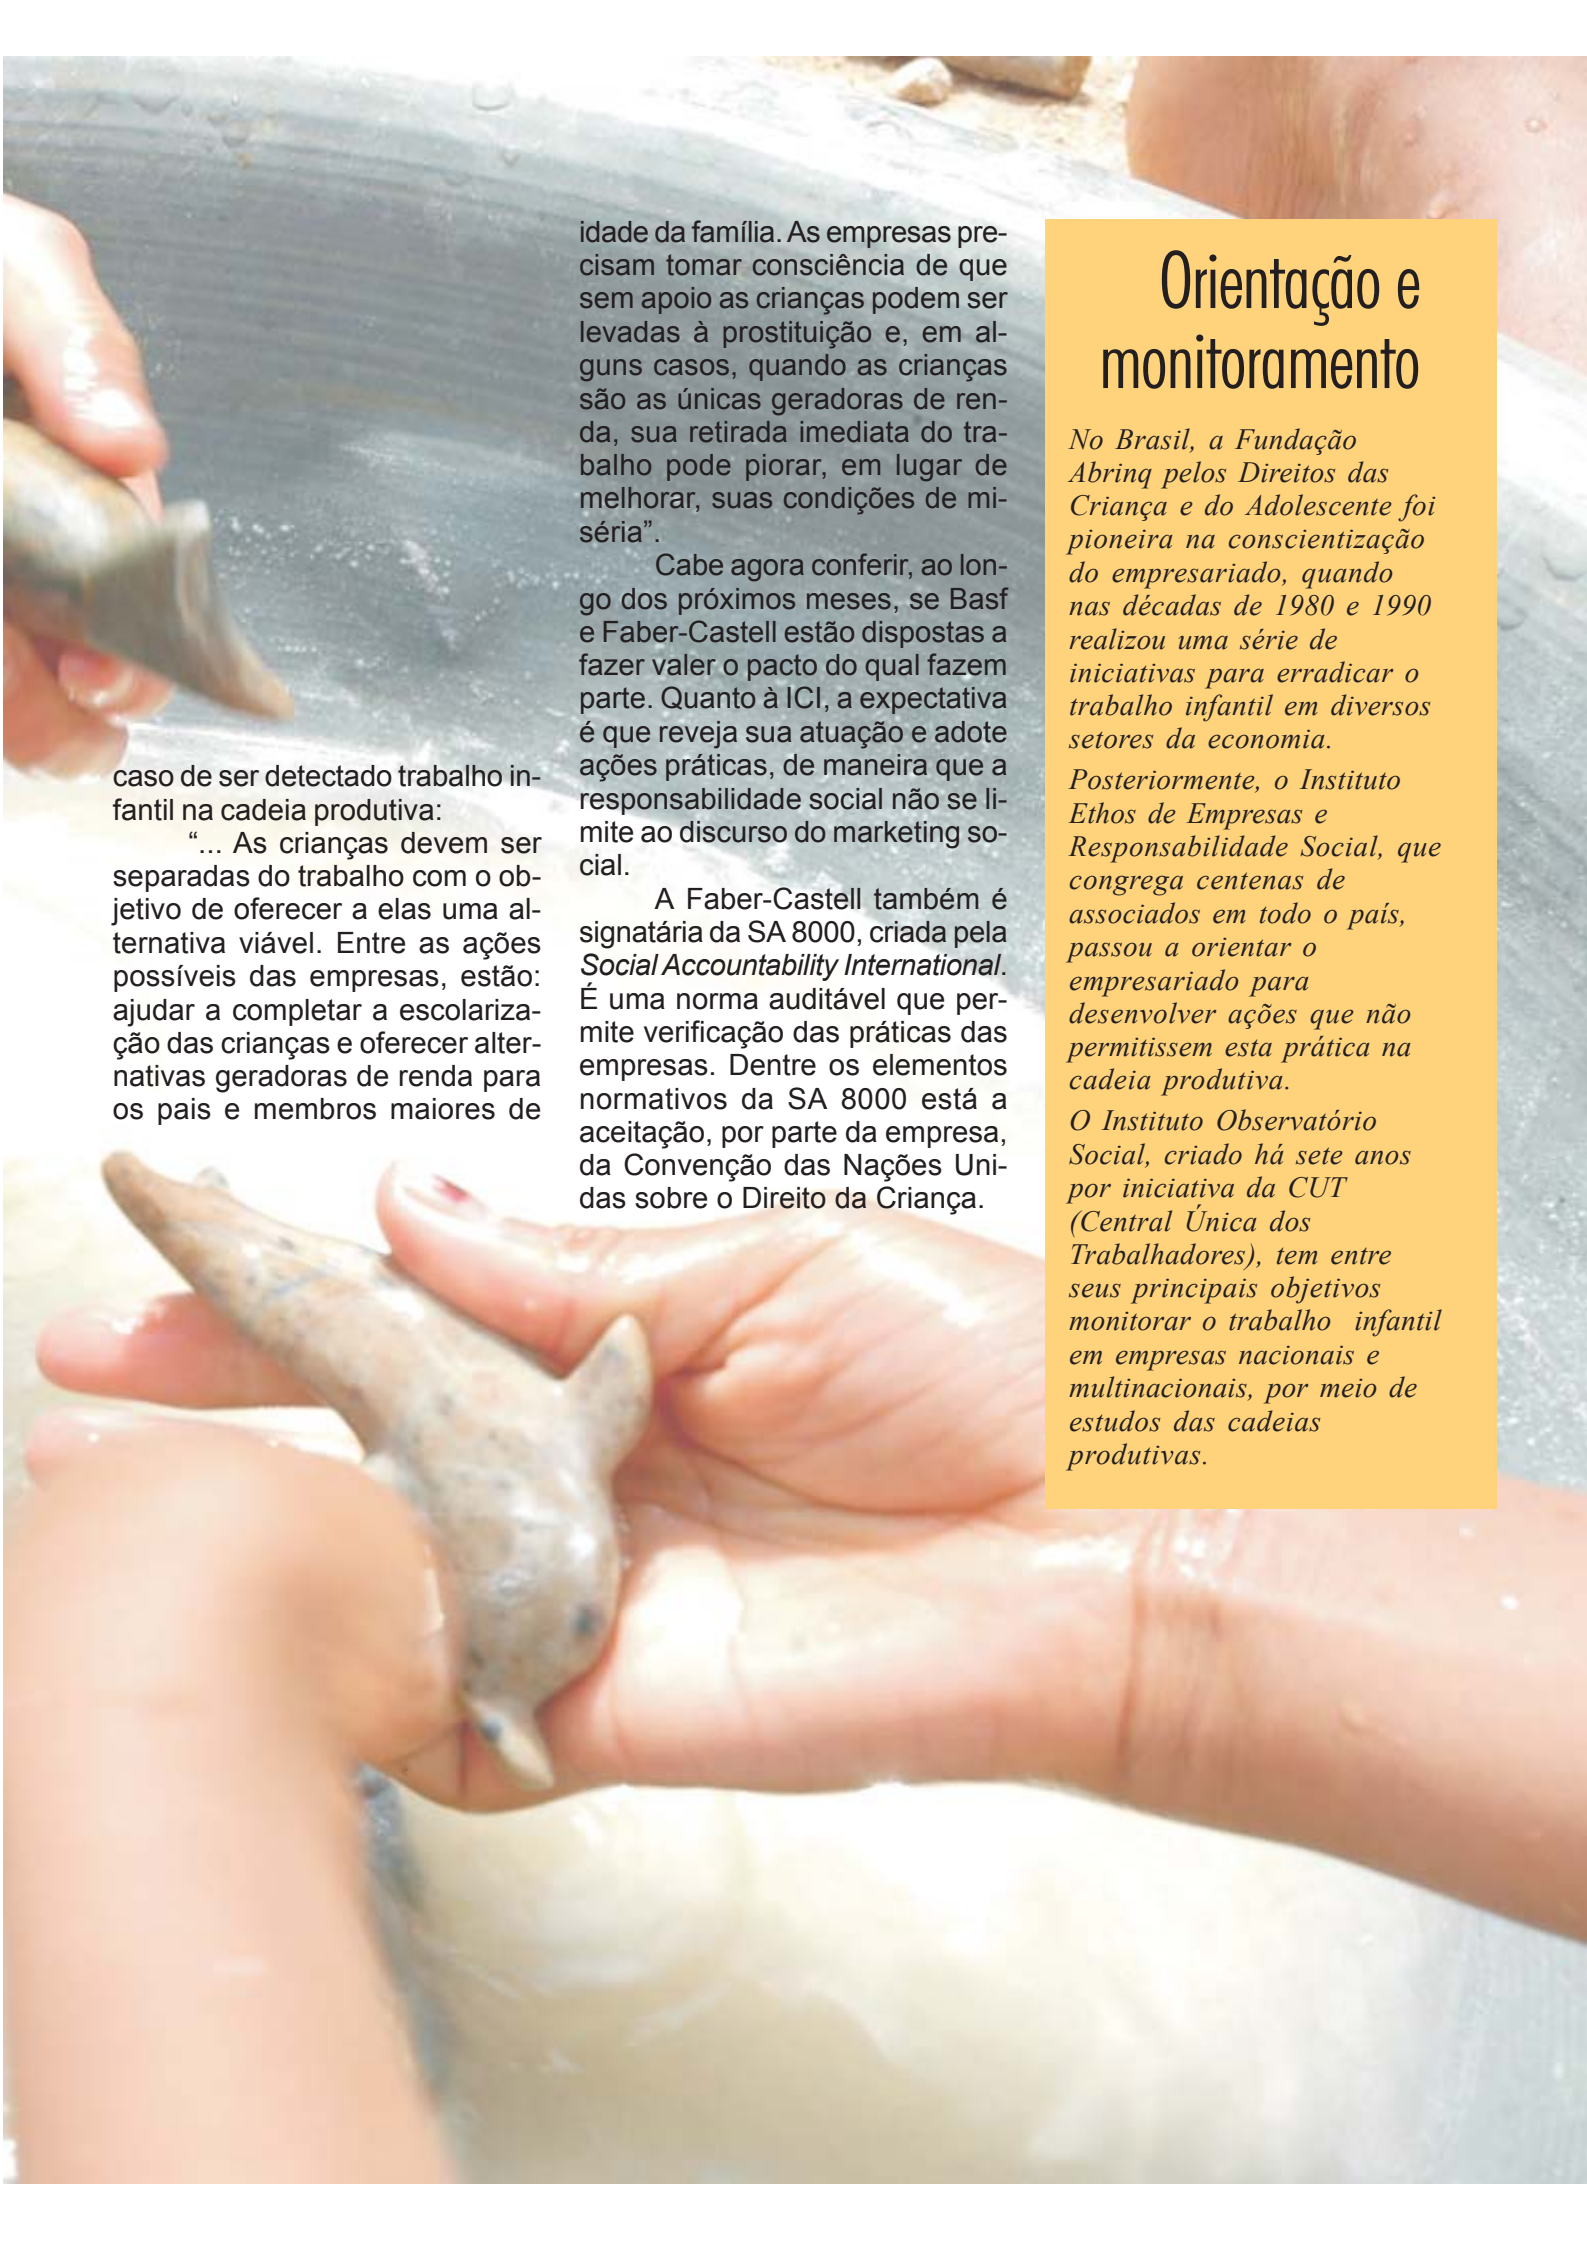 caso de ser detectado trabalho in-
fantil na cadeia produtiva:
“... As crianças devem ser
separadas do trabalho com o ob-
jetivo de oferecer a elas uma al-
ternativa viável. Entre as ações
possíveis das empresas, estão:
ajudar a completar a escolariza-
ção das crianças e oferecer alter-
nativas geradoras de renda para
os pais e membros maiores de
idade da família. As empresas pre-
cisam tomar consciência de que
sem apoio as crianças podem ser
levadas à prostituição e, em al-
guns casos, quando as crianças
são as únicas geradoras de ren-
da, sua retirada imediata do tra-
balho pode piorar, em lugar de
melhorar, suas condições de mi-
séria”.
Cabe agora conferir, ao lon-
go dos próximos meses, se Basf
e Faber-Castell estão dispostas a
fazer valer o pacto do qual fazem
parte. Quanto à ICI, a expectativa
é que reveja sua atuação e adote
ações práticas, de maneira que a
responsabilidade social não se li-
mite ao discurso do marketing so-
cial.
A Faber-Castell também é
signatária da SA 8000, criada pela
Social Accountability International.
É uma norma auditável que per-
mite verificação das práticas das
empresas. Dentre os elementos
normativos da SA 8000 está a
aceitação, por parte da empresa,
da Convenção das Nações Uni-
das sobre o Direito da Criança.
Orientação e
monitoramento
No Brasil, a Fundação
Abrinq pelos Direitos das
Criança e do Adolescente foi
pioneira na conscientização
do empresariado, quando
nas décadas de 1980 e 1990
realizou uma série de
iniciativas para erradicar o
trabalho infantil em diversos
setores da economia.
Posteriormente, o Instituto
Ethos de Empresas e
Responsabilidade Social, que
congrega centenas de
associados em todo o país,
passou a orientar o
empresariado para
desenvolver ações que não
permitissem esta prática na
cadeia produtiva.
O Instituto Observatório
Social, criado há sete anos
por iniciativa da CUT
(Central Única dos
Trabalhadores), tem entre
seus principais objetivos
monitorar o trabalho infantil
em empresas nacionais e
multinacionais, por meio de
estudos das cadeias
produtivas.